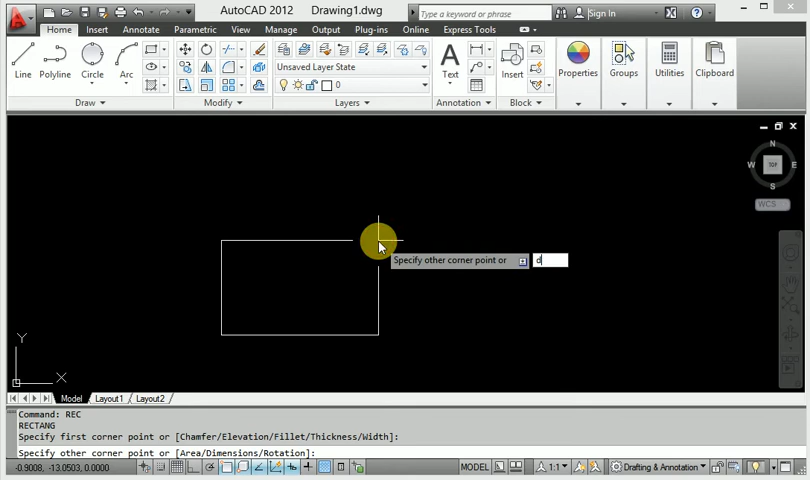 AutoCAD 2012 Drawing1.dwg
Type a keyword or phrase
Sign In
Home Insert Annotate Parametric View Manage Output Plug-ins Online Express Tools
Line Polyline Circle Arc
Unsaved Layer State
0
Text Insert Properties Groups Utilities Clipboard
Draw Modify Layers Annotation Block
N
W TOP E
S
WCS
Specify other corner point or d
Y
X
Model Layout1 Layout2
Command: REC
RECTANG
Specify first corner point or [Chamfer/Elevation/Fillet/Thickness/Width]:
Specify other corner point or [Area/Dimensions/Rotation]:
-0.9008, -13.0503, 0.0000 MODEL 1:1 Drafting & Annotation